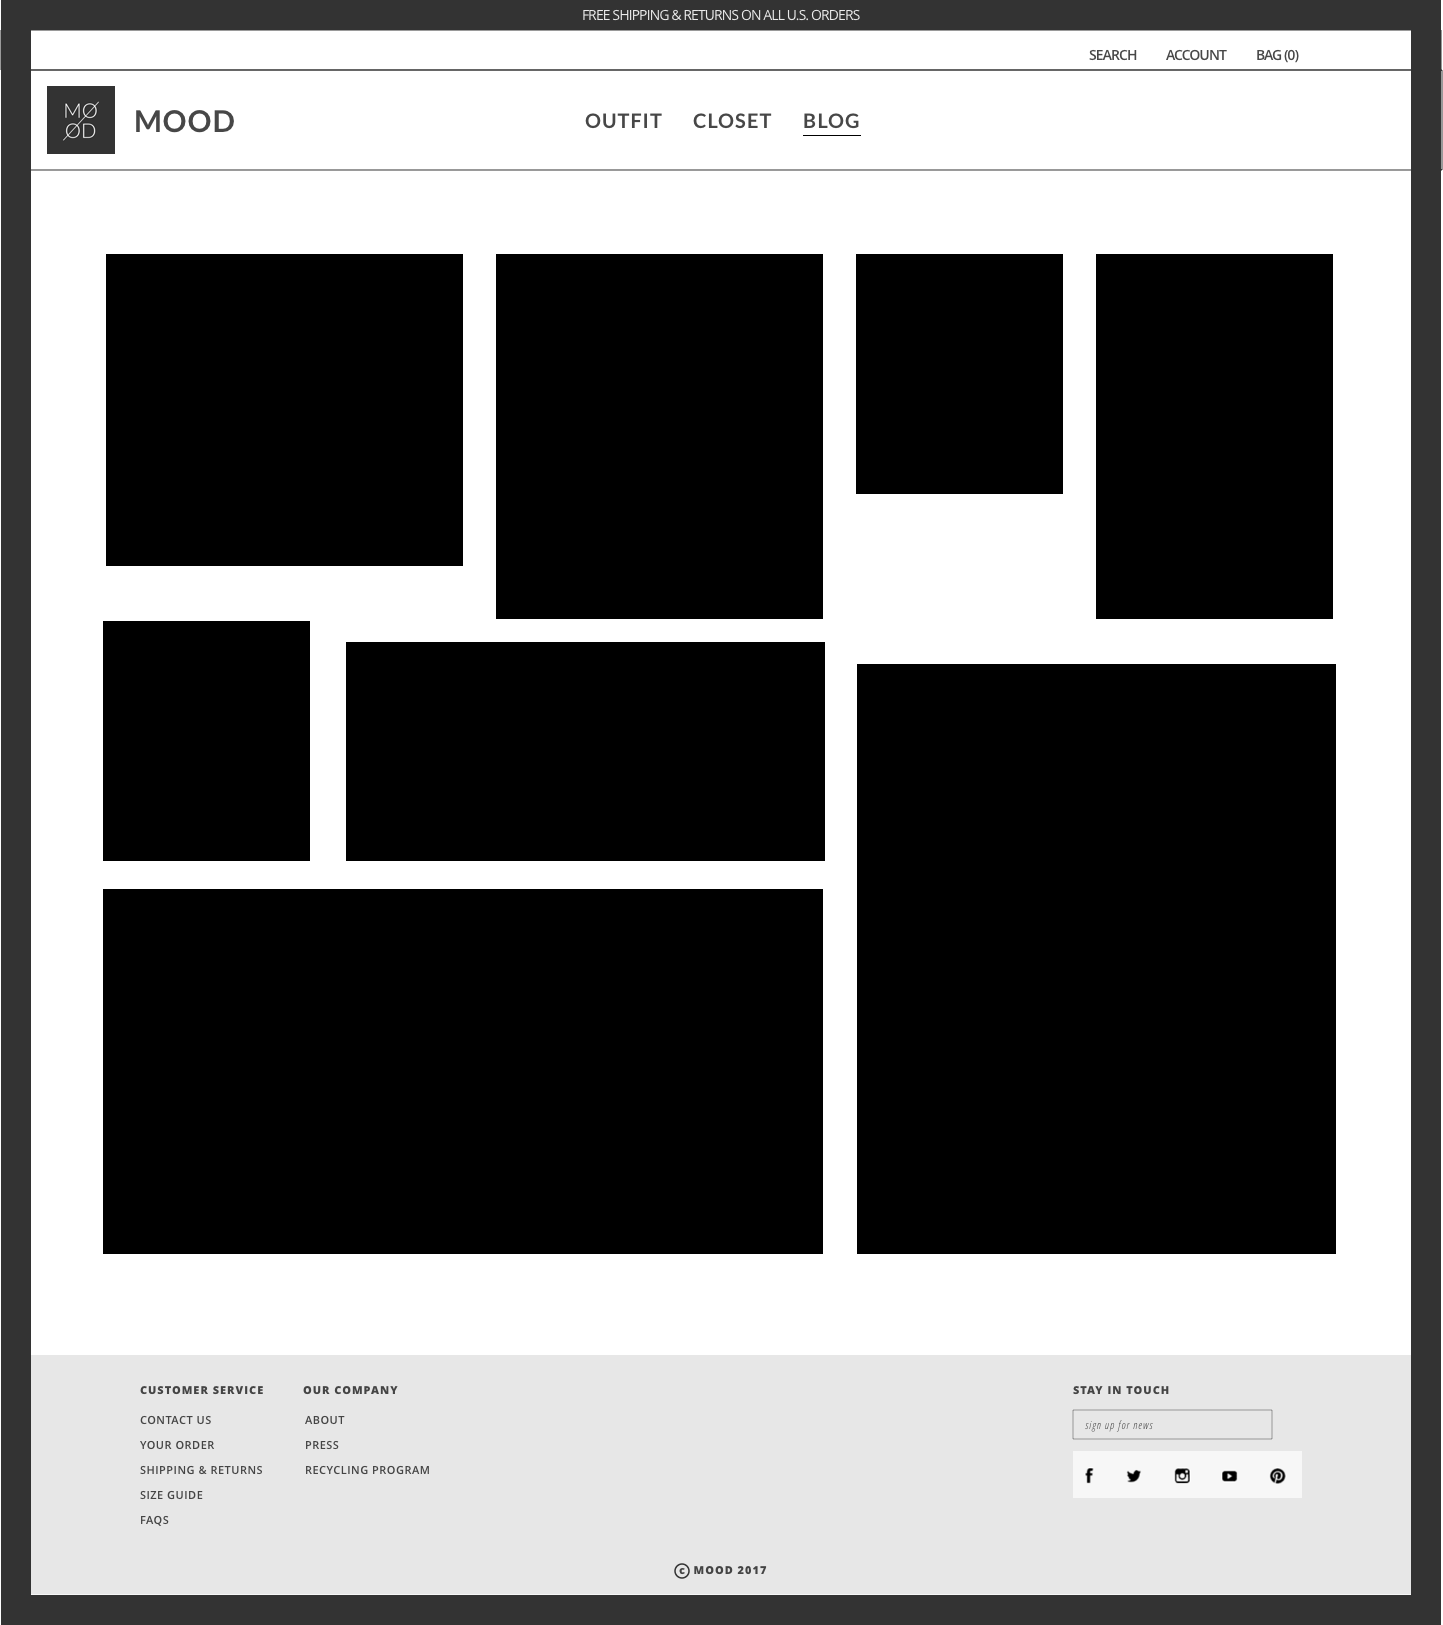 FREE SHIPPING & RETURNS ON ALL U.S. ORDERS
SEARCH ACCOUNT BAG (0)
MØ
ØD
MOOD
OUTFIT CLOSET BLOG
CUSTOMER SERVICE
CONTACT US
YOUR ORDER
SHIPPING & RETURNS
SIZE GUIDE
FAQS
OUR COMPANY
ABOUT
PRESS
RECYCLING PROGRAM
STAY IN TOUCH
sign up for news
© MOOD 2017